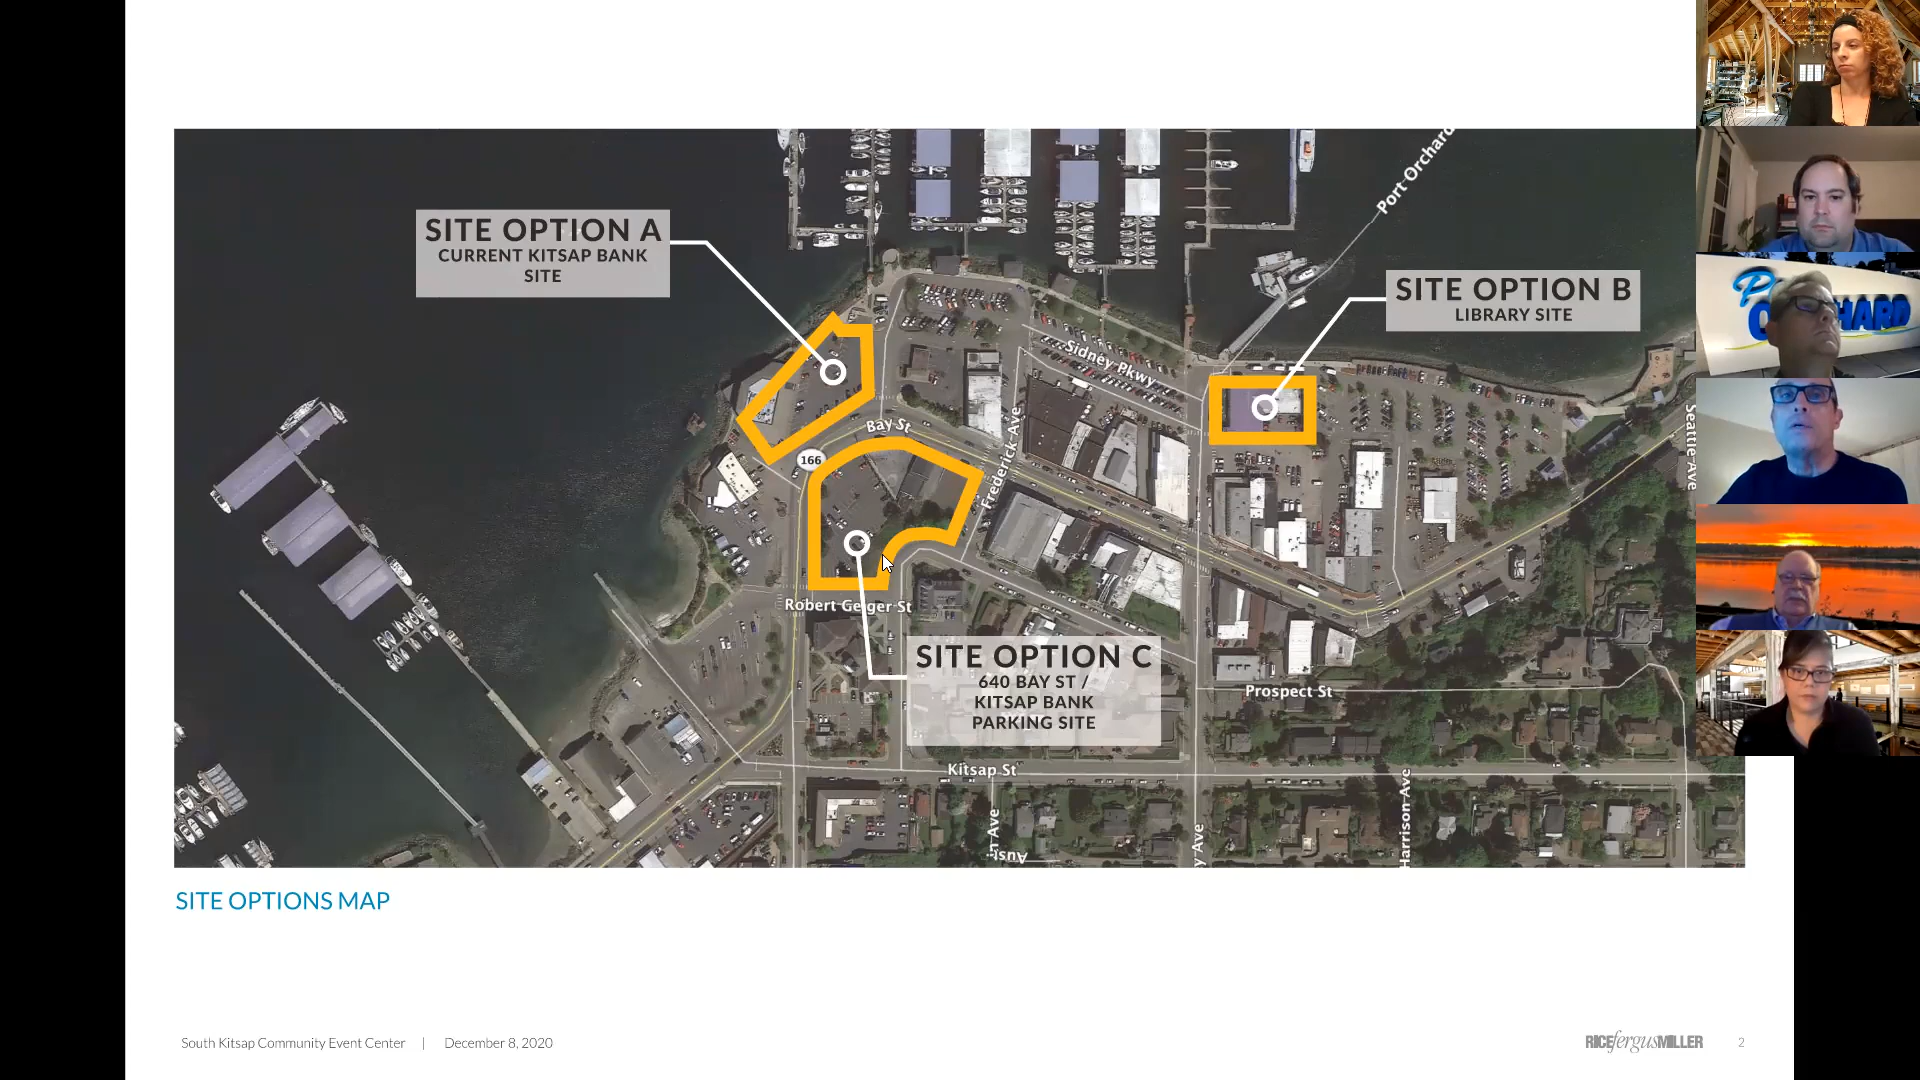 SITE OPTION A
CURRENT KITSAP BANK
SITE
Port Orchard
SITE OPTION B
LIBRARY SITE
Sidney Pkwy
Bay St
166
Frederick Ave
Seattle Ave
Robert Geiger St
SITE OPTION C
640 BAY ST /
KITSAP BANK
PARKING SITE
Prospect St
Kitsap St
Harrison Ave
y Ave
Ave
SITE OPTIONS MAP
South Kitsap Community Event Center | December 8, 2020
RICEfergusMILLER
2